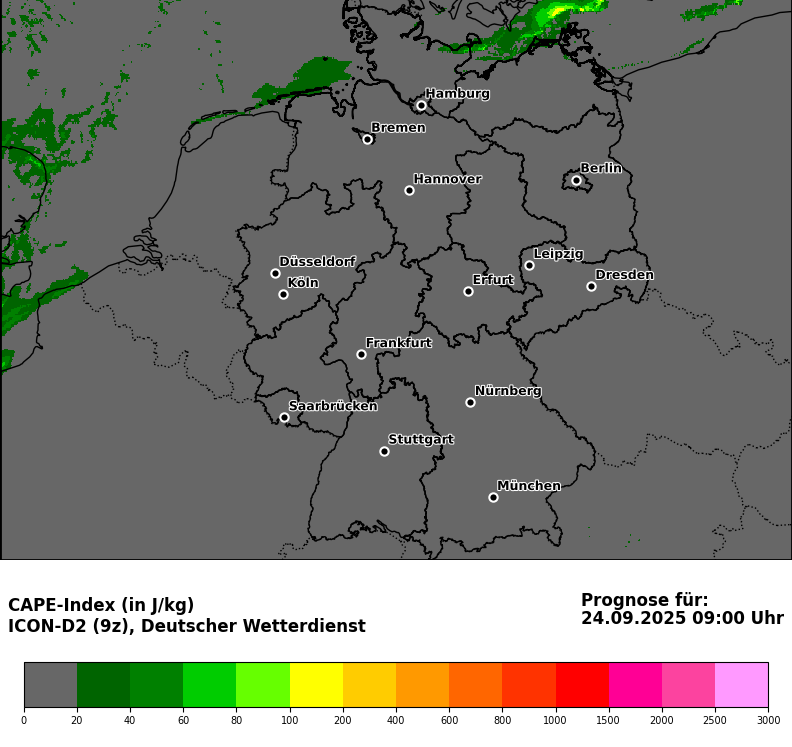 Hamburg
Bremen
Berlin
Hannover
Leipzig
Düsseldorf
Dresden
Erfurt
Köln
Frankfurt
Nürnberg
Saarbrücken
Stuttgart
München
CAPE-Index (in J/kg)
ICON-D2 (9z), Deutscher Wetterdienst
Prognose für:
24.09.2025 09:00 Uhr
0 20 40 60 80 100 200 400 600 800 1000 1500 2000 2500 3000